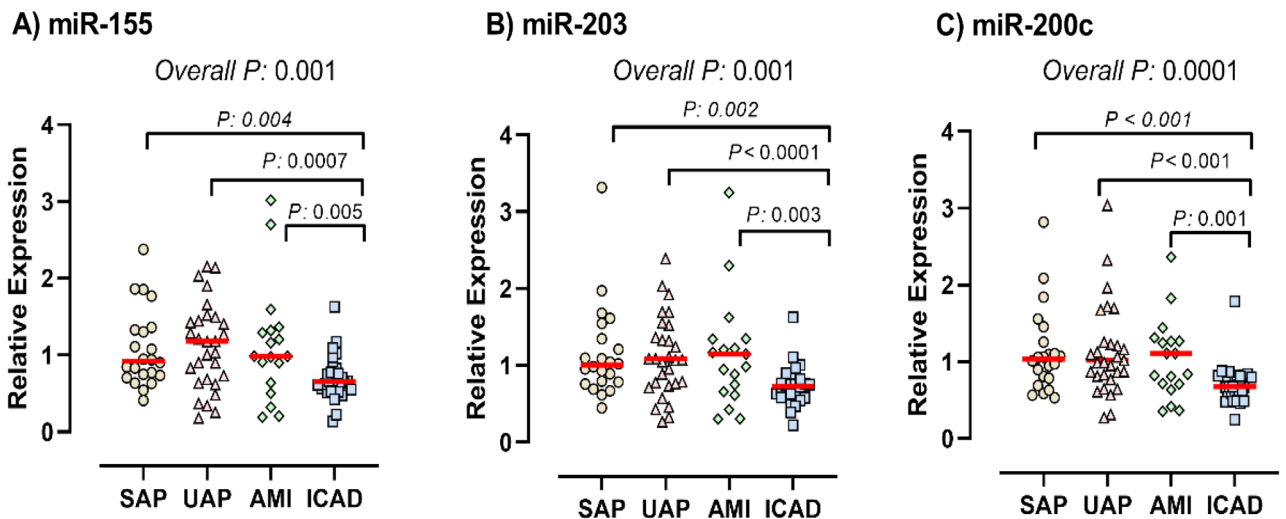 A) miR-155
Overall P: 0.001
P: 0.004
P: 0.0007
P: 0.005
Relative Expression
4
3
2
1
0
SAP UAP AMI ICAD
B) miR-203
Overall P: 0.001
P: 0.002
P< 0.0001
P: 0.003
Relative Expression
4
3
2
1
0
SAP UAP AMI ICAD
C) miR-200c
Overall P: 0.0001
P < 0.001
P< 0.001
P: 0.001
Relative Expression
4
3
2
1
0
SAP UAP AMI ICAD